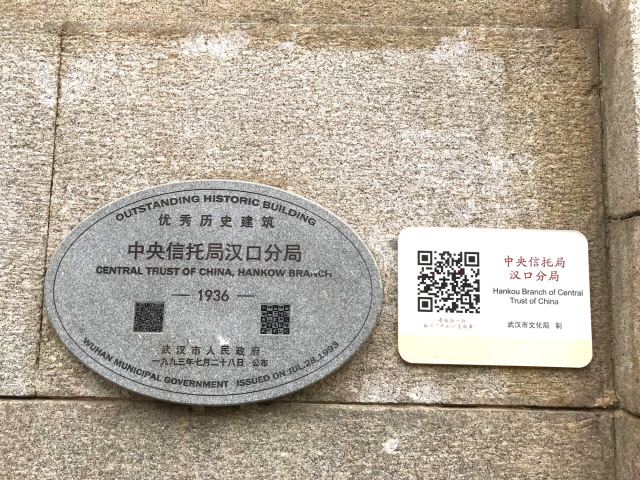 OUTSTANDING HISTORIC BUILDING
优秀历史建筑
中央信托局汉口分局
CENTRAL TRUST OF CHINA, HANKOW BRANCH
1936
武汉市人民政府
一九九三年七月二十八日 公布
WUHAN MUNICIPAL GOVERNMENT ISSUED ON JUL.28.1993
中央信托局
汉口分局
Hankou Branch of Central
Trust of China
武汉市文化局 制